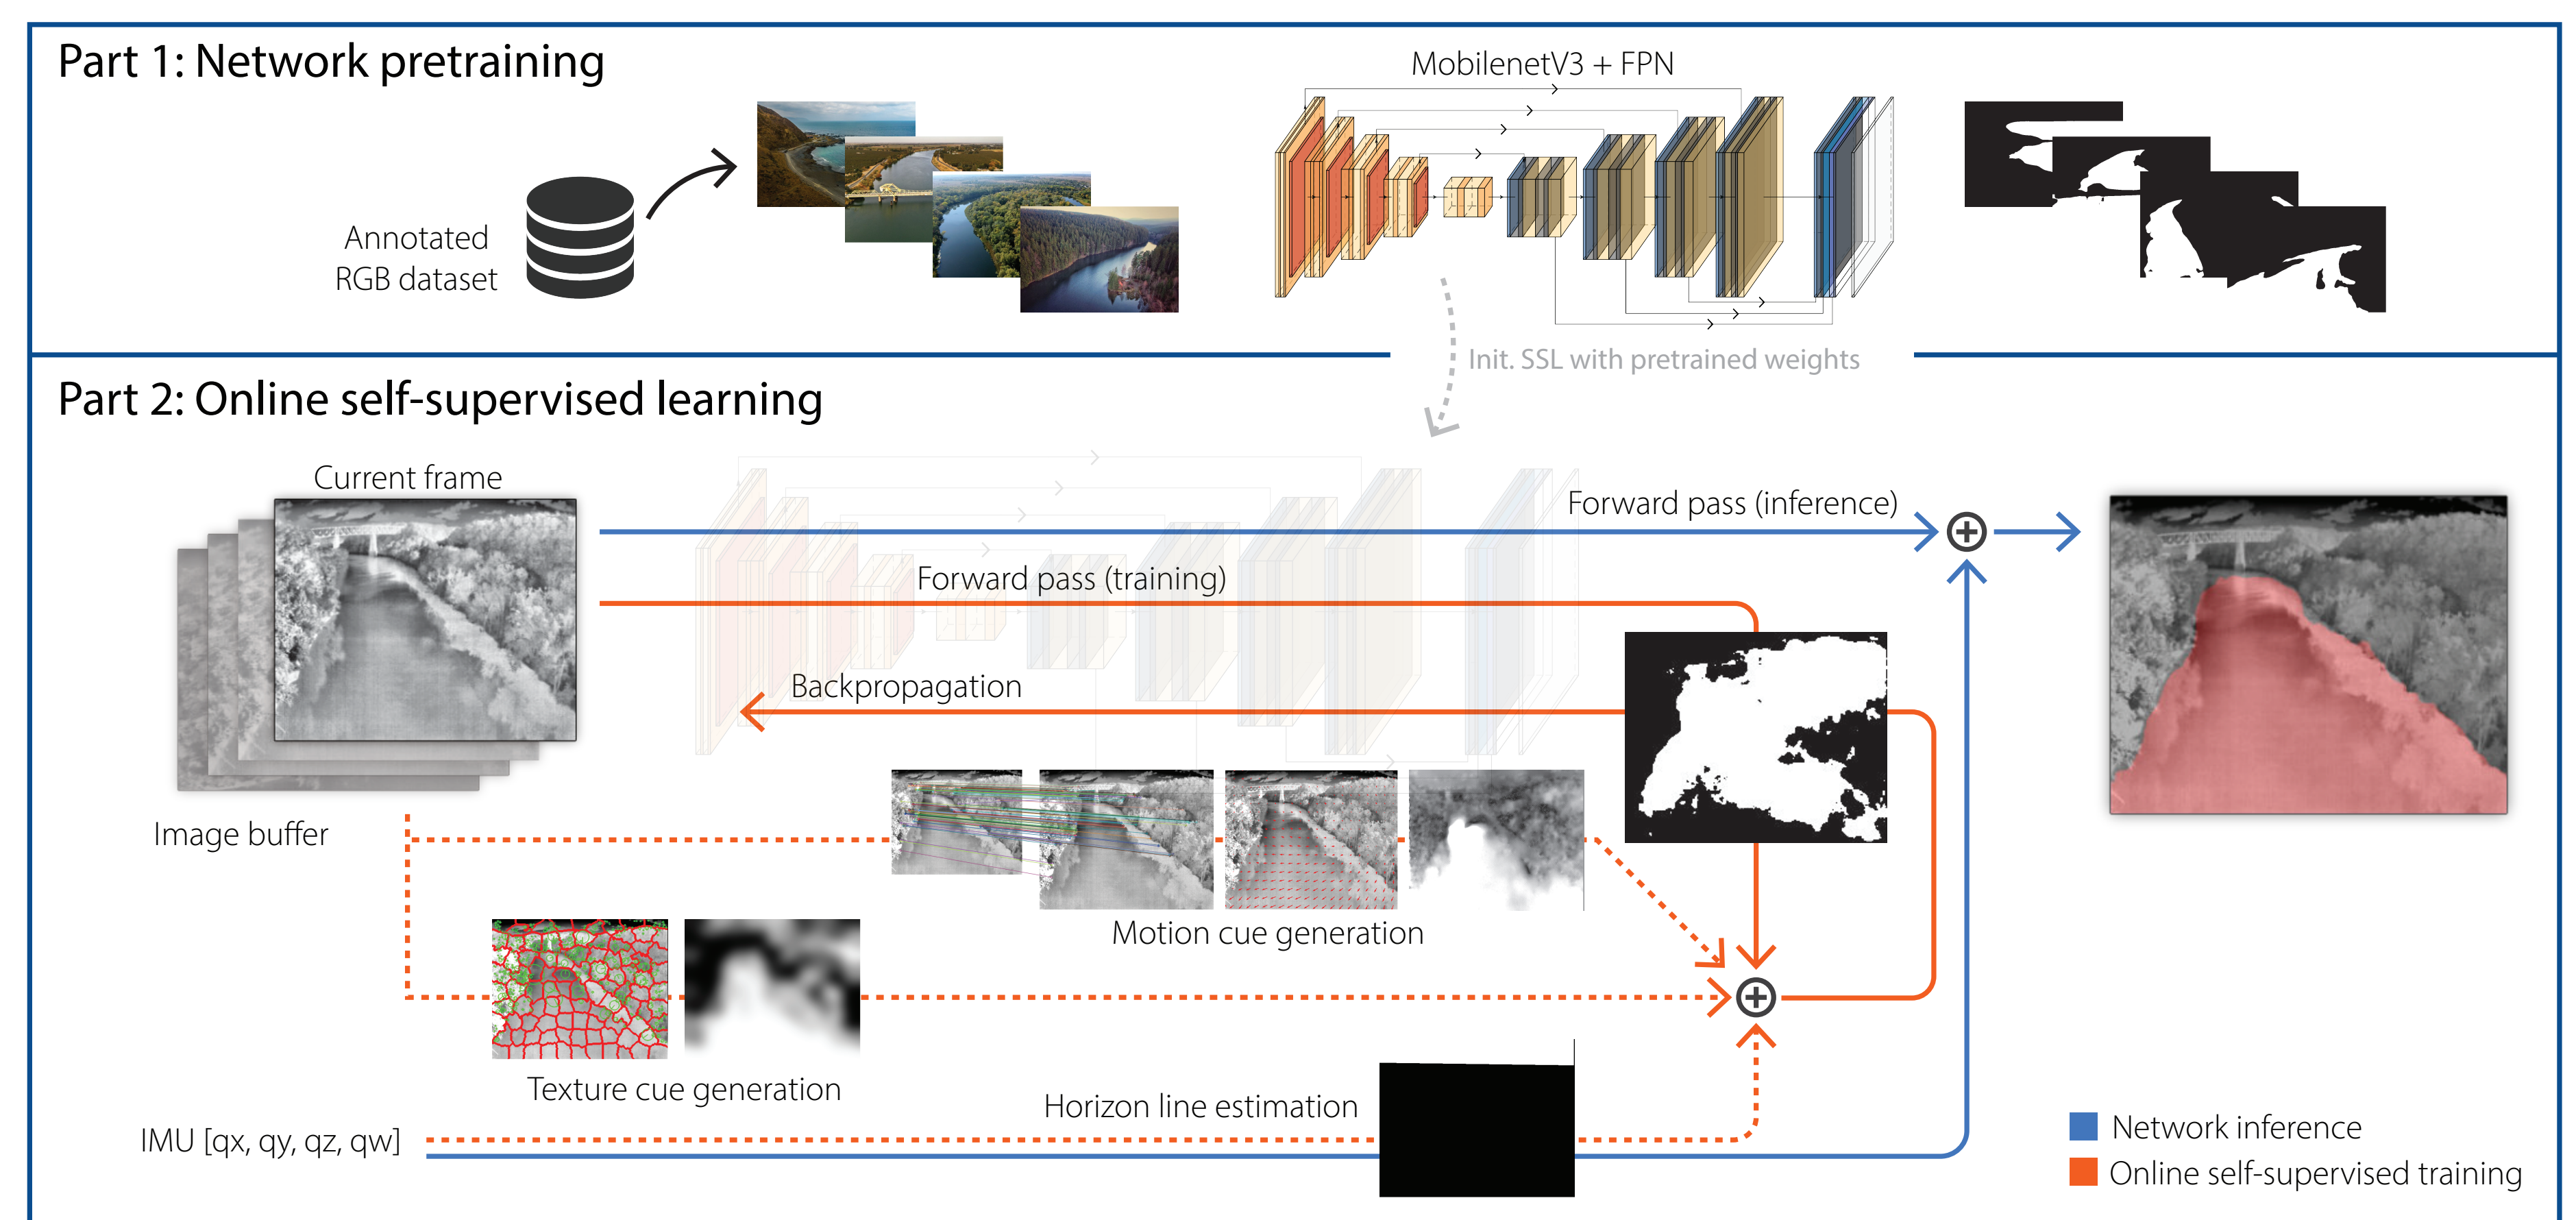 Part 1: Network pretraining
MobilenetV3 + FPN
Annotated
RGB dataset
Init. SSL with pretrained weights
Part 2: Online self-supervised learning
Current frame
Forward pass (inference)
Forward pass (training)
Backpropagation
Image buffer
Motion cue generation
Texture cue generation
Horizon line estimation
IMU [qx, qy, qz, qw]
Network inference
Online self-supervised training